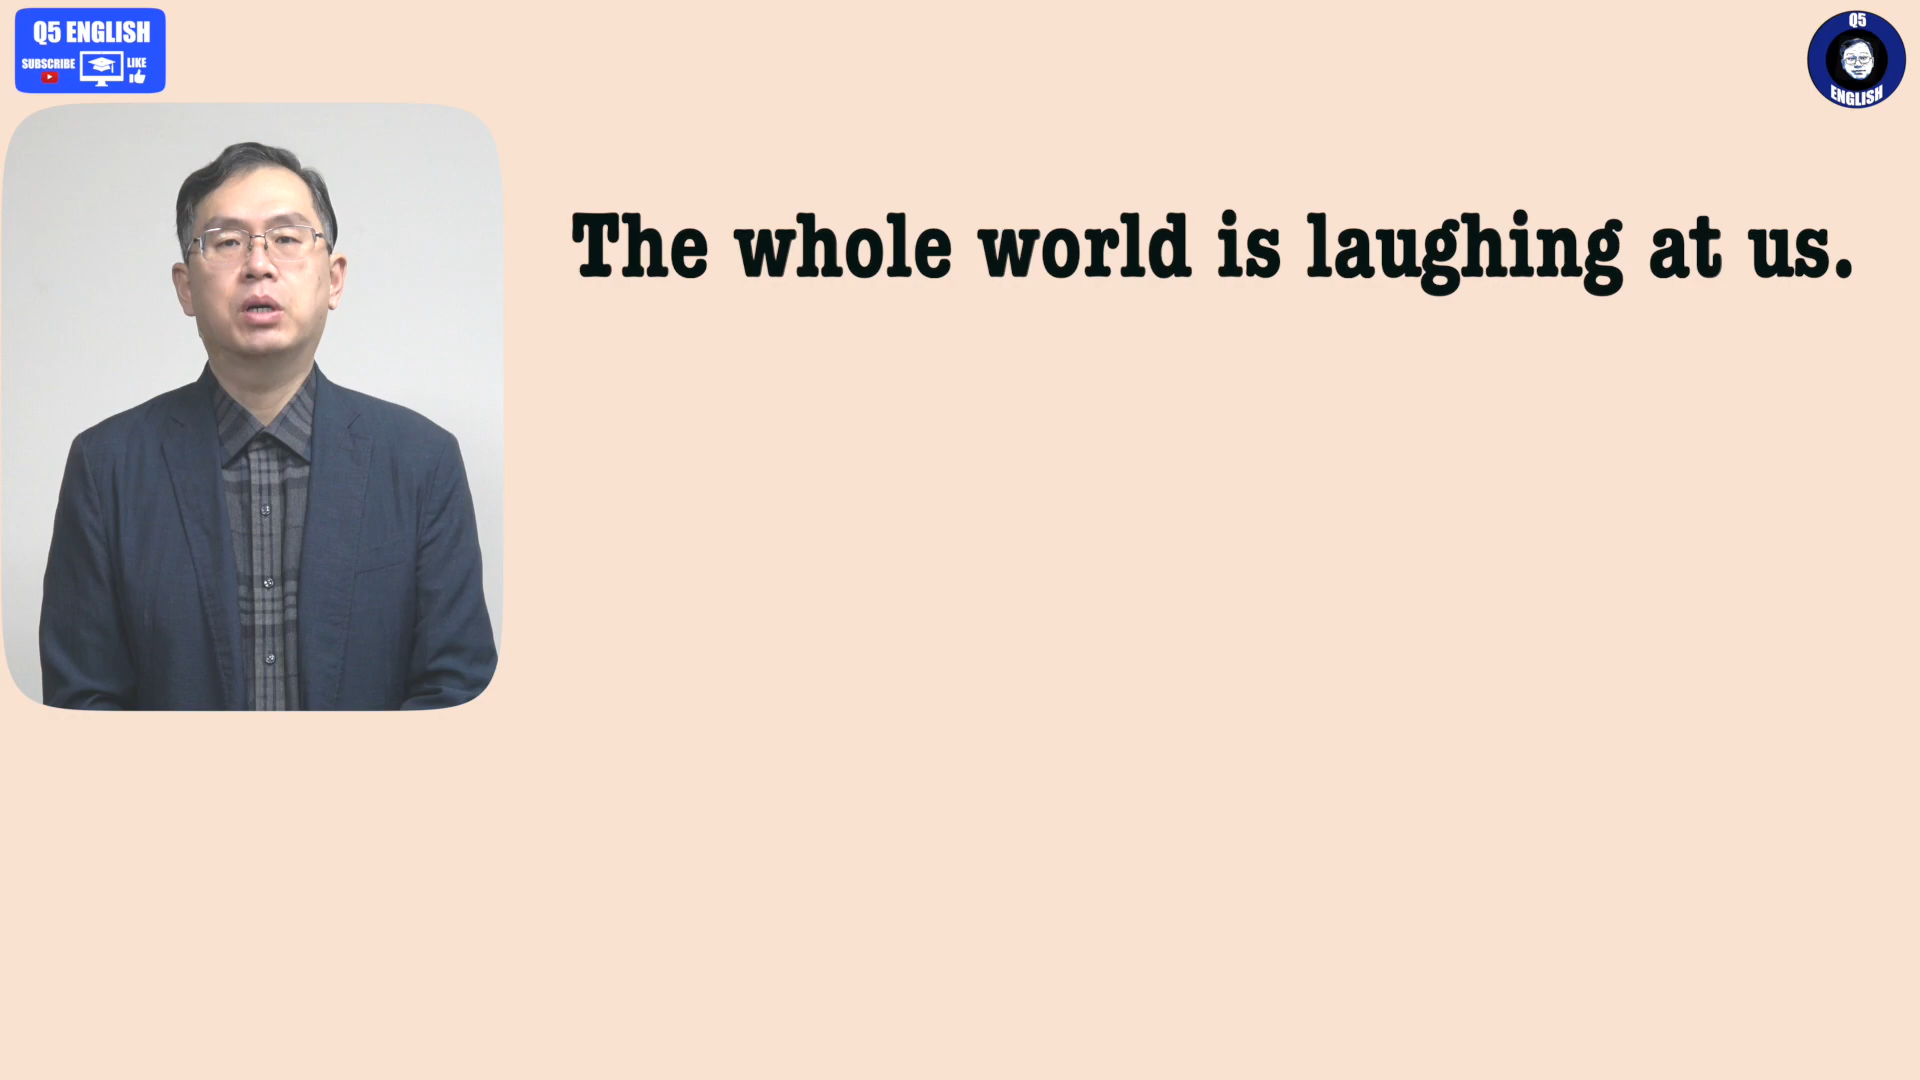 Q5 ENGLISH
SUBSCRIBE
LIKE
Q5
ENGLISH
The whole world is laughing at us.